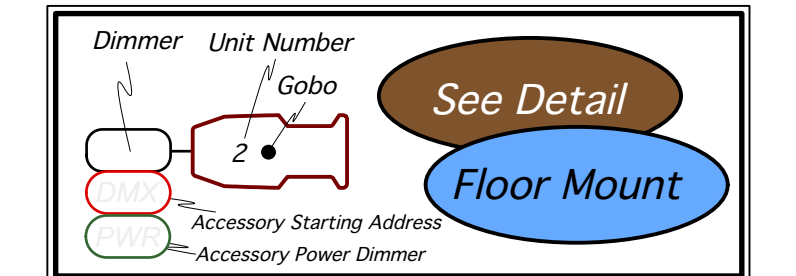 Dimmer
Unit Number
Gobo
See Detail
2
DMX
Floor Mount
Accessory Starting Address
PWR
Accessory Power Dimmer